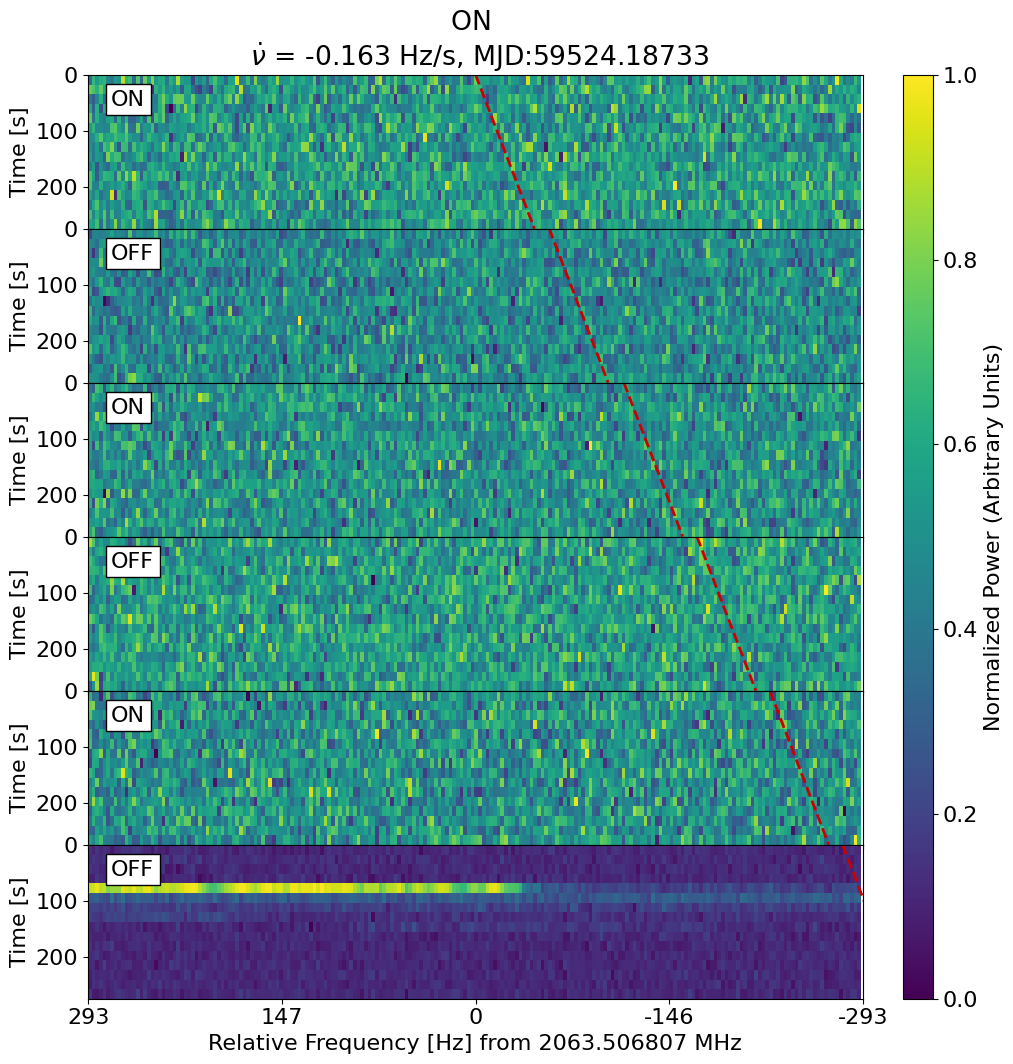 ON
ν̇ = -0.163 Hz/s, MJD:59524.18733
0
ON
100
200
Time [s]
0
OFF
100
200
Time [s]
0
ON
100
200
Time [s]
0
OFF
100
200
Time [s]
0
ON
100
200
Time [s]
0
OFF
100
200
Time [s]
293 147 0 -146 -293
Relative Frequency [Hz] from 2063.506807 MHz
1.0
0.8
0.6
0.4
0.2
0.0
Normalized Power (Arbitrary Units)